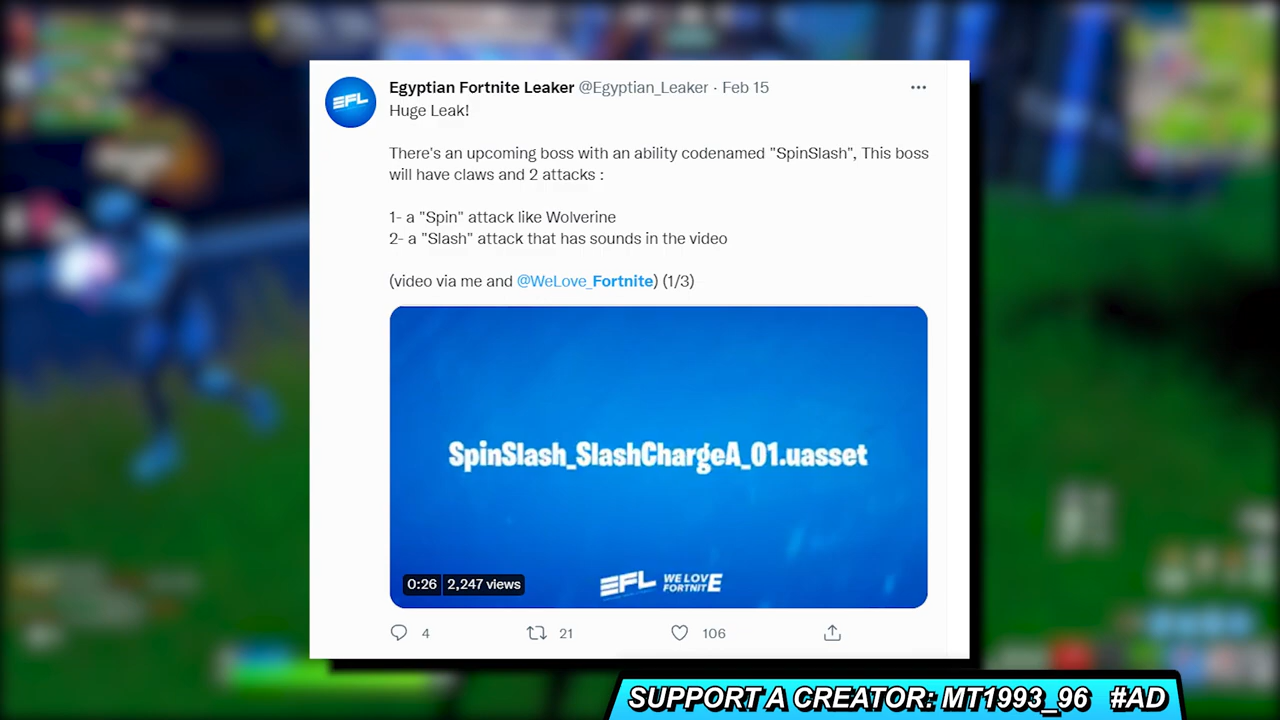 EFL
Egyptian Fortnite Leaker @Egyptian_Leaker · Feb 15
Huge Leak!
There's an upcoming boss with an ability codenamed "SpinSlash", This boss
will have claws and 2 attacks :
1- a "Spin" attack like Wolverine
2- a "Slash" attack that has sounds in the video
(video via me and @WeLove_Fortnite) (1/3)
SpinSlash_SlashChargeA_01.uasset
0:26 2,247 views
EFL WE LOVE FORTNITE
4 21 106
SUPPORT A CREATOR: MT1993_96 #AD